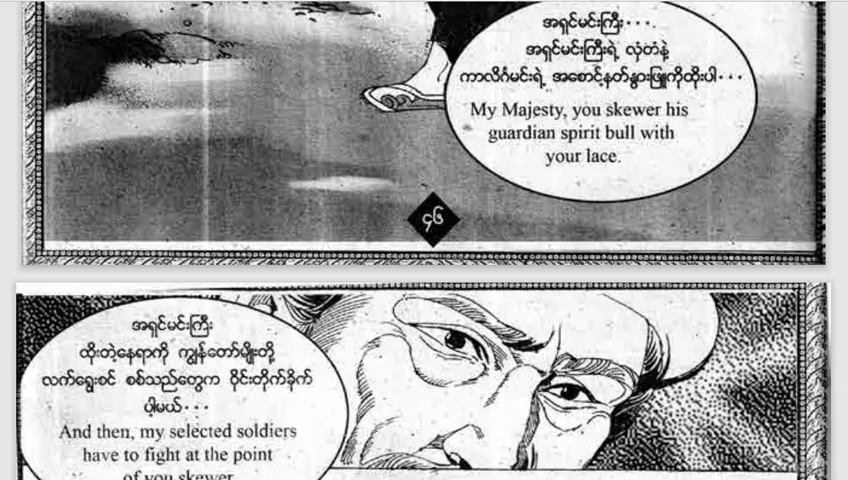 အရှင်မင်းကြီး...
အရှင်မင်းကြီးရဲ့ လှံတံနဲ့
ကာလိင်္ဂမင်းရဲ့ အစောင့်နတ်နွားဖြူကိုထိုးပါ...
My Majesty, you skewer his
guardian spirit bull with
your lace.
၄၆
အရှင်မင်းကြီး
ထိုးတဲ့နေရာကို ကျွန်တော်မျိုးတို့
လက်ရွေးစင် စစ်သည်တွေက ဝိုင်းတိုက်ခိုက်
ပါ့မယ်...
And then, my selected soldiers
have to fight at the point
of you skewer